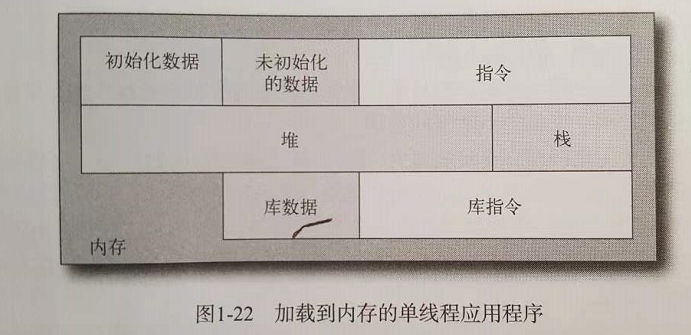 初始化数据
未初始化
的数据
指令
堆
栈
库数据
库指令
内存
图1-22 加载到内存的单线程应用程序